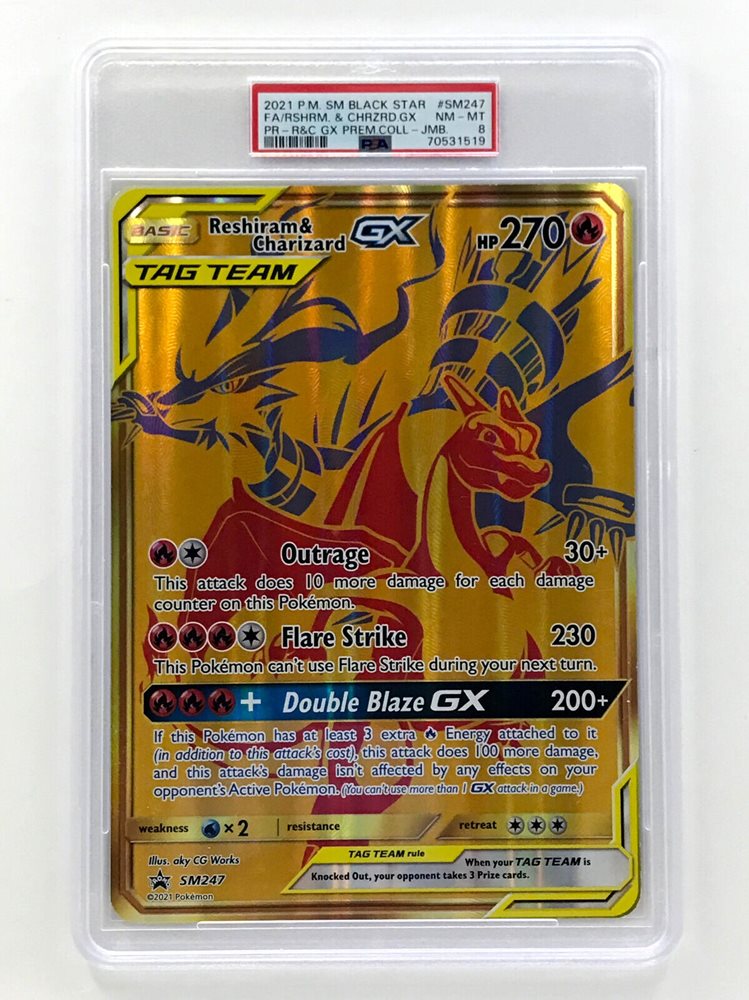 2021 P.M. SM BLACK STAR #SM247
FA/RSHRM. & CHRZRD.GX NM - MT
PR - R&C GX PREM.COLL - JMB. 8
PSA 70531519
BASIC Reshiram & Charizard GX HP 270
TAG TEAM
Outrage 30+
This attack does 10 more damage for each damage
counter on this Pokémon.
Flare Strike 230
This Pokémon can't use Flare Strike during your next turn.
+ Double Blaze GX 200+
If this Pokémon has at least 3 extra Energy attached to it
(in addition to this attack's cost), this attack does 100 more damage,
and this attack's damage isn't affected by any effects on your
opponent's Active Pokémon. (You can't use more than 1 GX attack in a game.)
weakness ×2 resistance retreat
Illus. aky CG Works
TAG TEAM rule
When your TAG TEAM is
Knocked Out, your opponent takes 3 Prize cards.
SM247
©2021 Pokémon